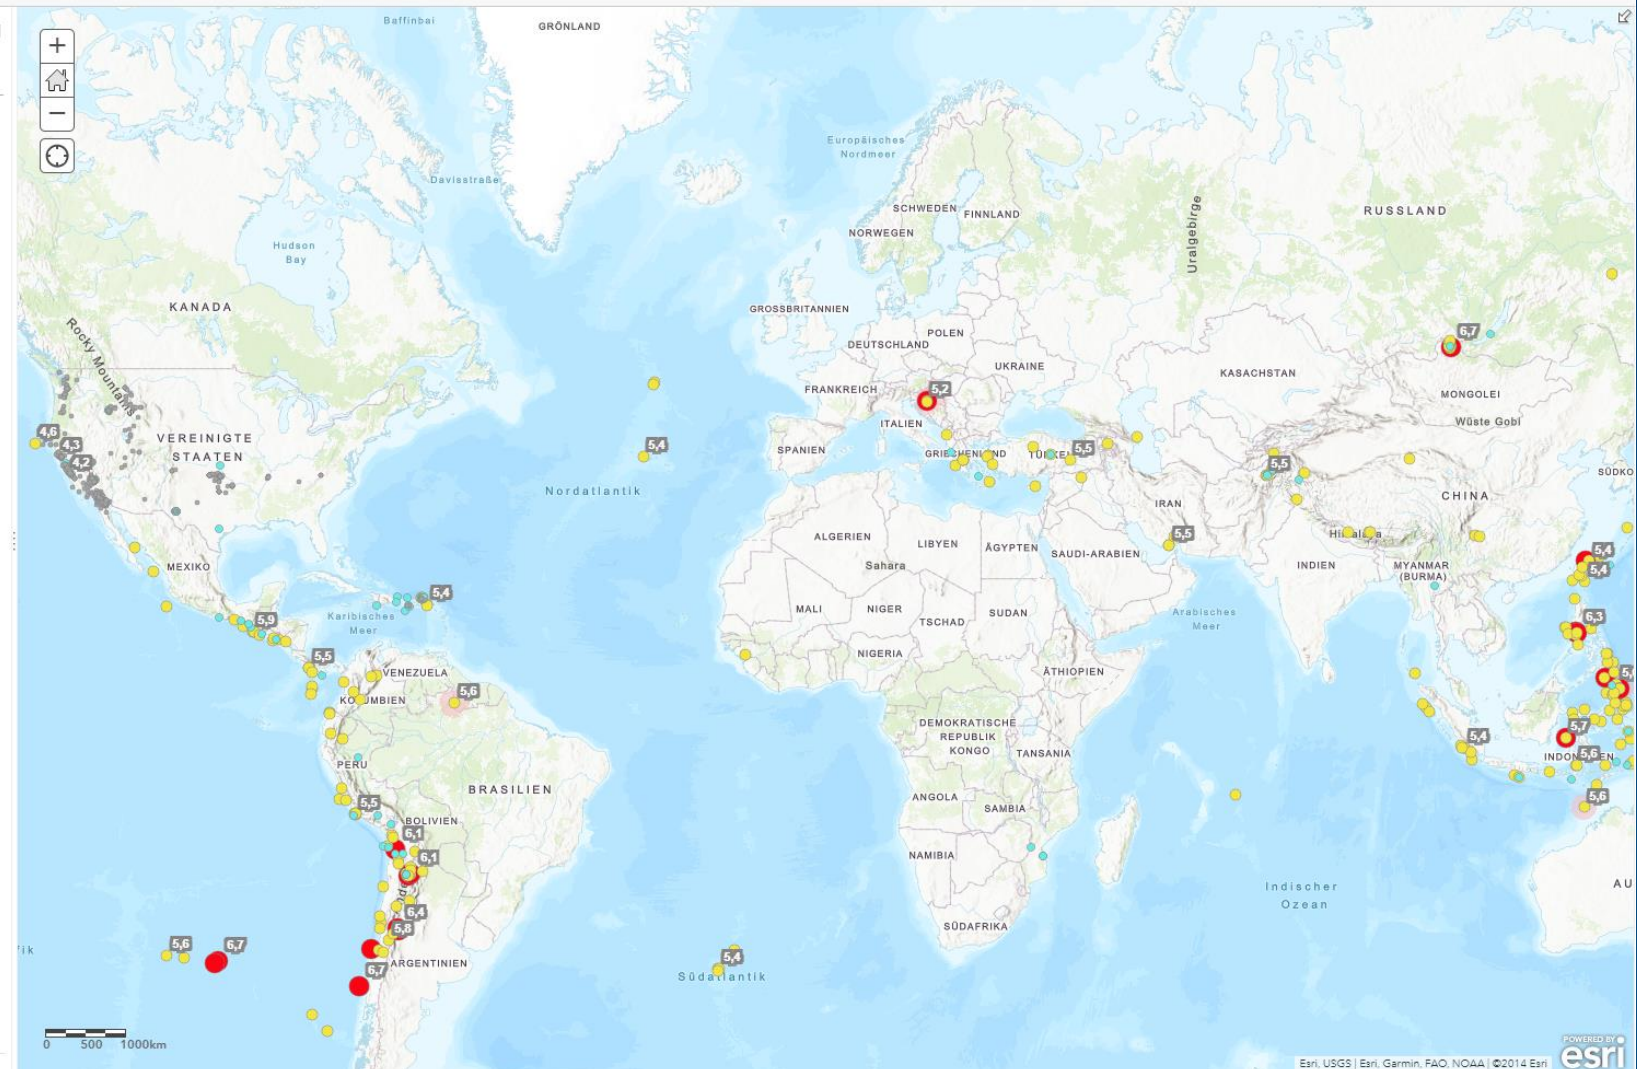 Baffinbai
GRÖNLAND
+
−
Europäisches
Nordmeer
Davisstraße
SCHWEDEN
FINNLAND
NORWEGEN
Uralgebirge
RUSSLAND
Hudson
Bay
KANADA
GROSSBRITANNIEN
POLEN
DEUTSCHLAND
6,7
Rocky Mountains
UKRAINE
KASACHSTAN
FRANKREICH
5,2
MONGOLEI
ITALIEN
Wüste Gobi
4,6
4,3
4,2
VEREINIGTE
STAATEN
5,4
SPANIEN
GRIECHENLAND
5,5
5,5
SÜDKO
Nordatlantik
IRAN
CHINA
ALGERIEN
LIBYEN
ÄGYPTEN
SAUDI-ARABIEN
5,5
Himalaja
5,4
5,4
MEXIKO
Sahara
INDIEN
MYANMAR
(BURMA)
5,4
MALI
NIGER
SUDAN
TSCHAD
Arabisches
Meer
5,9
Karibisches
Meer
6,3
5,5
NIGERIA
VENEZUELA
ÄTHIOPIEN
5,6
KOLUMBIEN
DEMOKRATISCHE
REPUBLIK
KONGO
TANSANIA
5,7
5,4
5,6
PERU
BRASILIEN
5,5
ANGOLA
SAMBIA
5,6
BOLIVIEN
6,1
6,1
NAMIBIA
AU
Indischer
Ozean
6,4
5,8
SÜDAFRIKA
5,6
6,7
fik
ARGENTINIEN
6,7
5,4
Südatlantik
0 500 1000km
POWERED BY
esri
Esri, USGS | Esri, Garmin, FAO, NOAA | ©2014 Esri